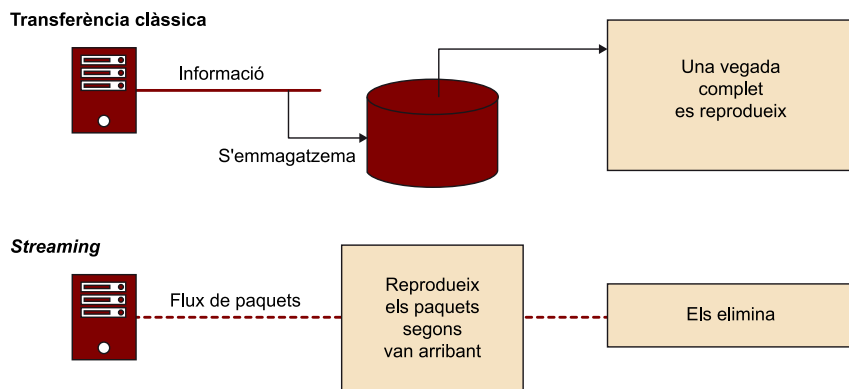 Transferència clàssica
Informació
S'emmagatzema
Una vegada
complet
es reprodueix
Streaming
Flux de paquets
Reprodueix
els paquets
segons
van arribant
Els elimina